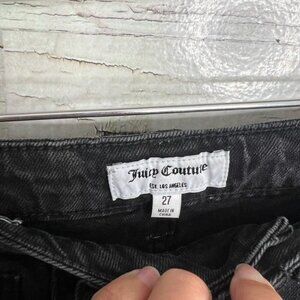 Juicy Couture
EST. LOS ANGELES
27
MADE IN
CHINA